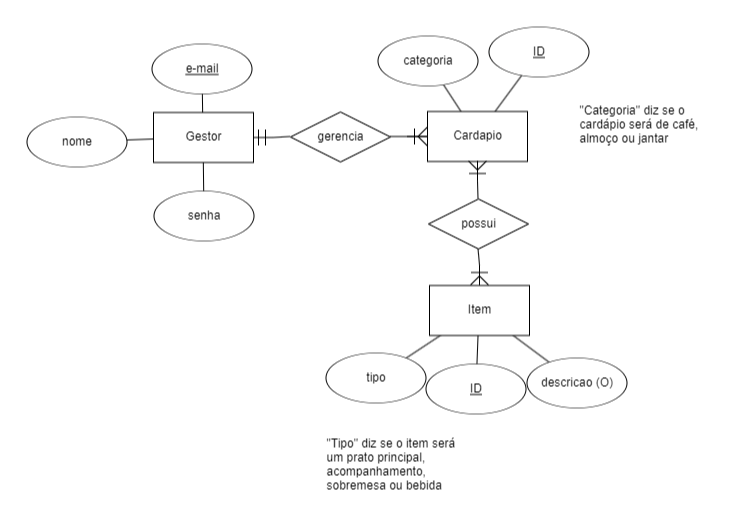 categoria
ID
e-mail
"Categoria" diz se o
cardápio será de café,
almoço ou jantar
nome
Gestor
gerencia
Cardapio
senha
possui
Item
tipo
ID
descricao (O)
"Tipo" diz se o item será
um prato principal,
acompanhamento,
sobremesa ou bebida